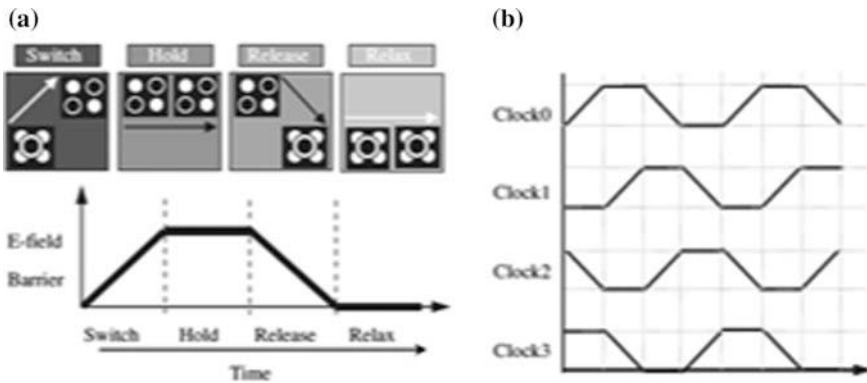 (a)
Switch Hold Release Relax
E-field
Barrier
Switch Hold Release Relax
Time
(b)
Clock0
Clock1
Clock2
Clock3